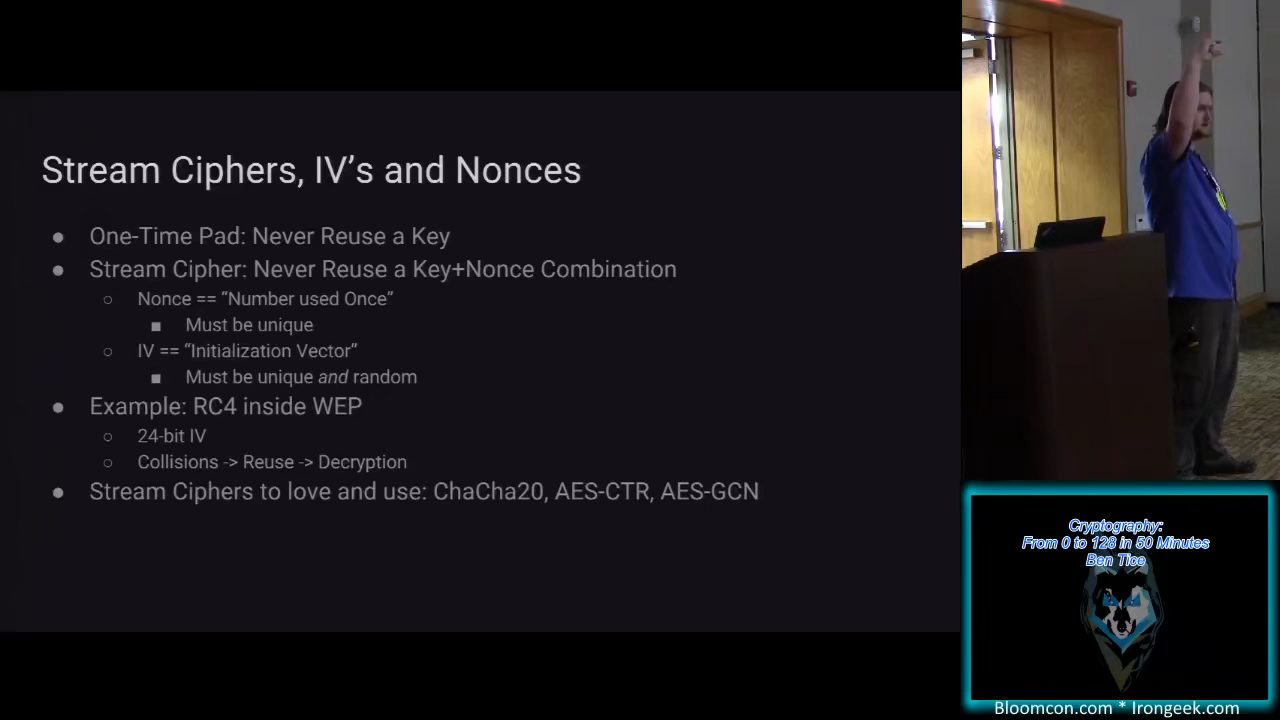 Stream Ciphers, IV’s and Nonces
● One-Time Pad: Never Reuse a Key
● Stream Cipher: Never Reuse a Key+Nonce Combination
○ Nonce == “Number used Once”
■ Must be unique
○ IV == “Initialization Vector”
■ Must be unique and random
● Example: RC4 inside WEP
○ 24-bit IV
○ Collisions -> Reuse -> Decryption
● Stream Ciphers to love and use: ChaCha20, AES-CTR, AES-GCN
Cryptography:
From 0 to 128 in 50 Minutes
Ben Tice
Bloomcon.com * Irongeek.com